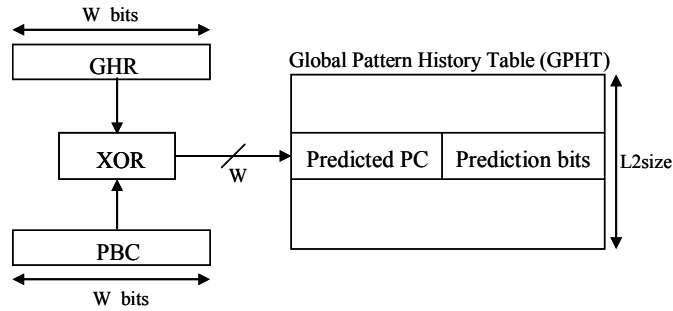 W bits
GHR
Global Pattern History Table (GPHT)
XOR
W
Predicted PC
Prediction bits
L2size
PBC
W bits